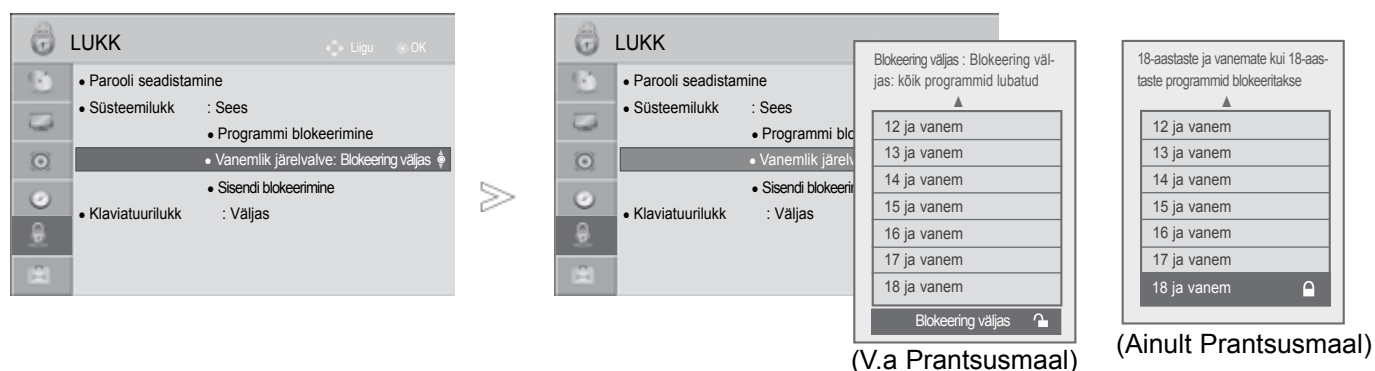 LUKK
Liigu OK
• Parooli seadistamine
• Süsteemilukk : Sees
• Programmi blokeerimine
• Vanemlik järelvalve: Blokeering väljas
• Sisendi blokeerimine
• Klaviatuurilukk : Väljas
LUKK
• Parooli seadistamine
• Süsteemilukk : Sees
• Programmi blo
• Vanemlik järelv
• Sisendi blokeerin
• Klaviatuurilukk : Väljas
Blokeering väljas : Blokeering väl-
jas: kõik programmid lubatud
12 ja vanem
13 ja vanem
14 ja vanem
15 ja vanem
16 ja vanem
17 ja vanem
18 ja vanem
Blokeering väljas
(V.a Prantsusmaal)
18-aastaste ja vanemate kui 18-aas-
taste programmid blokeeritakse
12 ja vanem
13 ja vanem
14 ja vanem
15 ja vanem
16 ja vanem
17 ja vanem
18 ja vanem
(Ainult Prantsusmaal)